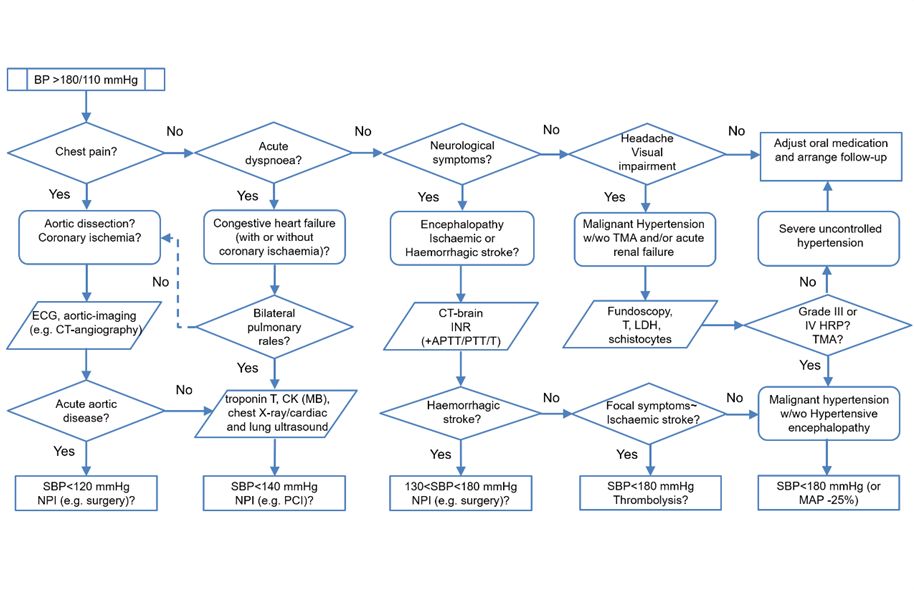 BP >180/110 mmHg
Chest pain?
No
Acute
dyspnoea?
No
Neurological
symptoms?
No
Headache
Visual
impairment
No
Adjust oral medication
and arrange follow-up
Yes
Yes
Yes
Yes
Aortic dissection?
Coronary ischemia?
Congestive heart failure
(with or without
coronary ischaemia)?
Encephalopathy
Ischaemic or
Haemorrhagic stroke?
Malignant Hypertension
w/wo TMA and/or acute
renal failure
Severe uncontrolled
hypertension
No
No
ECG, aortic-imaging
(e.g. CT-angiography)
Bilateral
pulmonary
rales?
CT-brain
INR
(+APTT/PTT/T)
Fundoscopy,
T, LDH,
schistocytes
Grade III or
IV HRP?
TMA?
Yes
Yes
Acute aortic
disease?
No
troponin T, CK (MB),
chest X-ray/cardiac
and lung ultrasound
Haemorrhagic
stroke?
No
Focal symptoms~
Ischaemic stroke?
No
Malignant hypertension
w/wo Hypertensive
encephalopathy
Yes
Yes
Yes
SBP<120 mmHg
NPI (e.g. surgery)?
SBP<140 mmHg
NPI (e.g. PCI)?
130<SBP<180 mmHg
NPI (e.g. surgery)?
SBP<180 mmHg
Thrombolysis?
SBP<180 mmHg (or
MAP -25%)